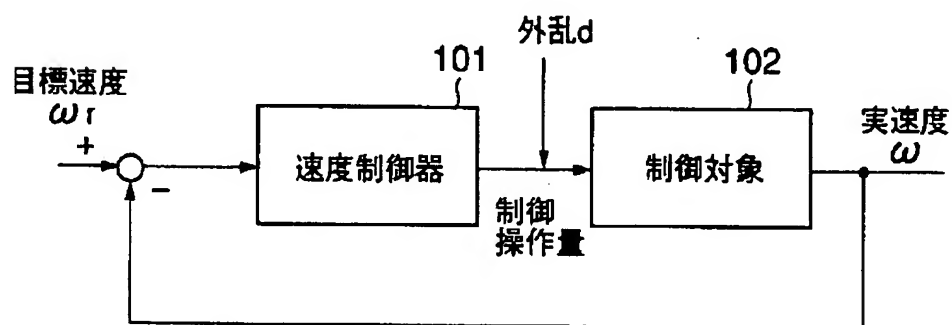 外乱d
101
102
目標速度
ωr
+
-
速度制御器
制御対象
実速度
ω
制御
操作量